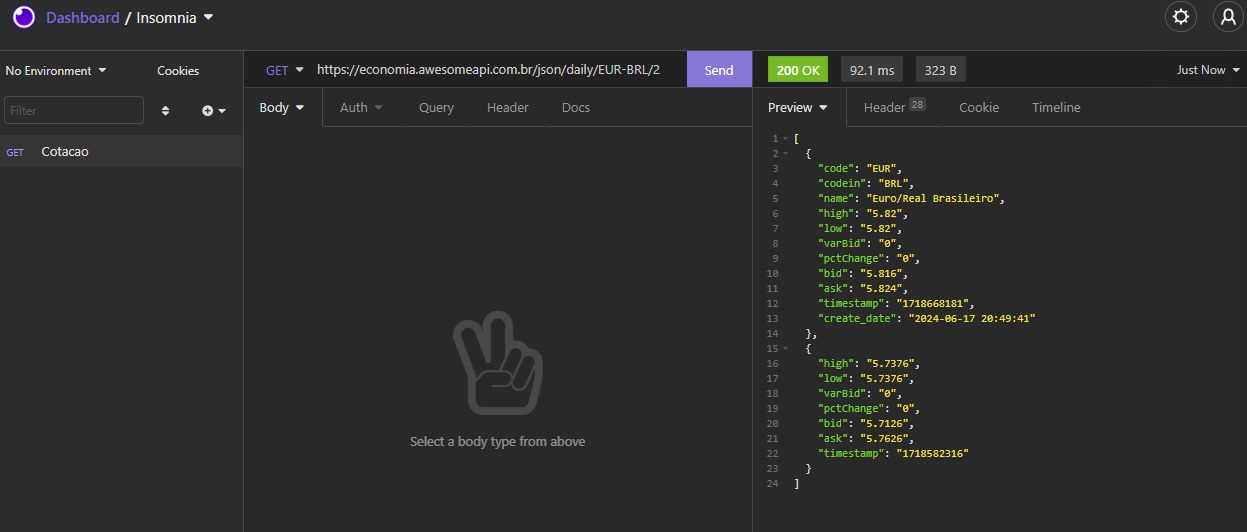 Dashboard / Insomnia
No Environment
Cookies
GET
https://economia.awesomeapi.com.br/json/daily/EUR-BRL/2
Send
200 OK
92.1 ms
323 B
Just Now
Filter
Body
Auth
Query
Header
Docs
Preview
Header 28
Cookie
Timeline
GET Cotacao
Select a body type from above
1 [
2 {
3 "code": "EUR",
4 "codein": "BRL",
5 "name": "Euro/Real Brasileiro",
6 "high": "5.82",
7 "low": "5.82",
8 "varBid": "0",
9 "pctChange": "0",
10 "bid": "5.816",
11 "ask": "5.824",
12 "timestamp": "1718668181",
13 "create_date": "2024-06-17 20:49:41"
14 },
15 {
16 "high": "5.7376",
17 "low": "5.7376",
18 "varBid": "0",
19 "pctChange": "0",
20 "bid": "5.7126",
21 "ask": "5.7626",
22 "timestamp": "1718582316"
23 }
24 ]